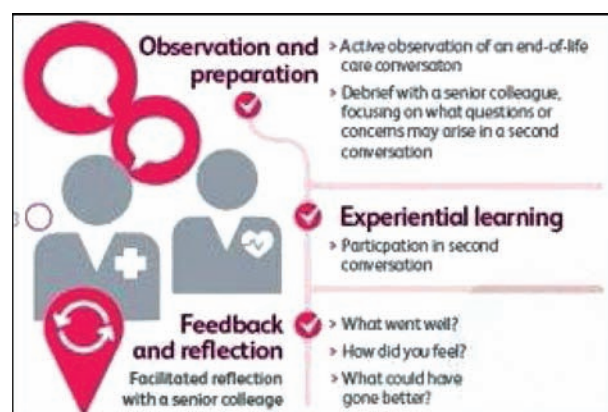 Observation and
preparation
> Active observation of an end-of-life
care conversaton
> Debrief with a senior colleague,
focusing on what questions or
concerns may arise in a second
conversation
Experiential learning
> Particpation in second
conversation
Feedback
and reflection
Facilitated reflection
with a senior colleage
> What went well?
> How did you feel?
> What could have
gone better?